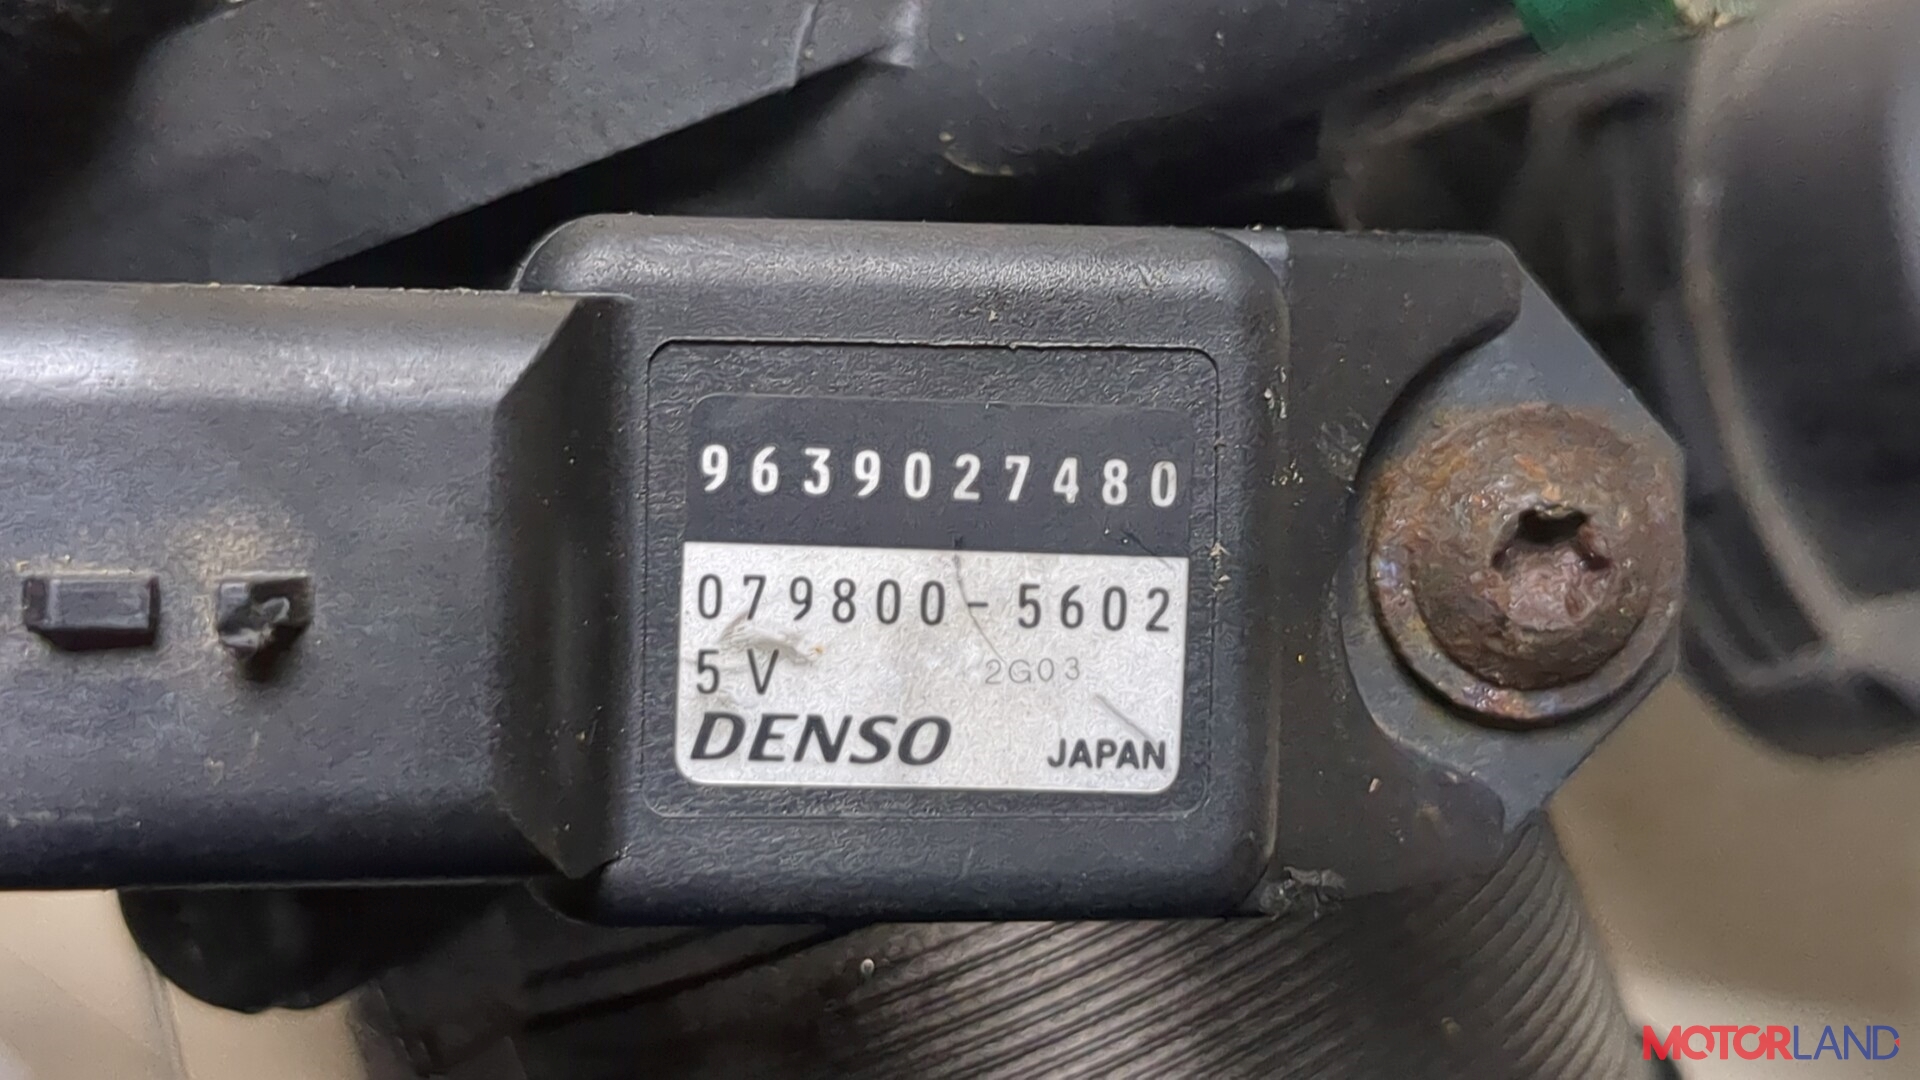 9639027480
079800-5602
5V
2G03
DENSO
JAPAN
MOTORLAND